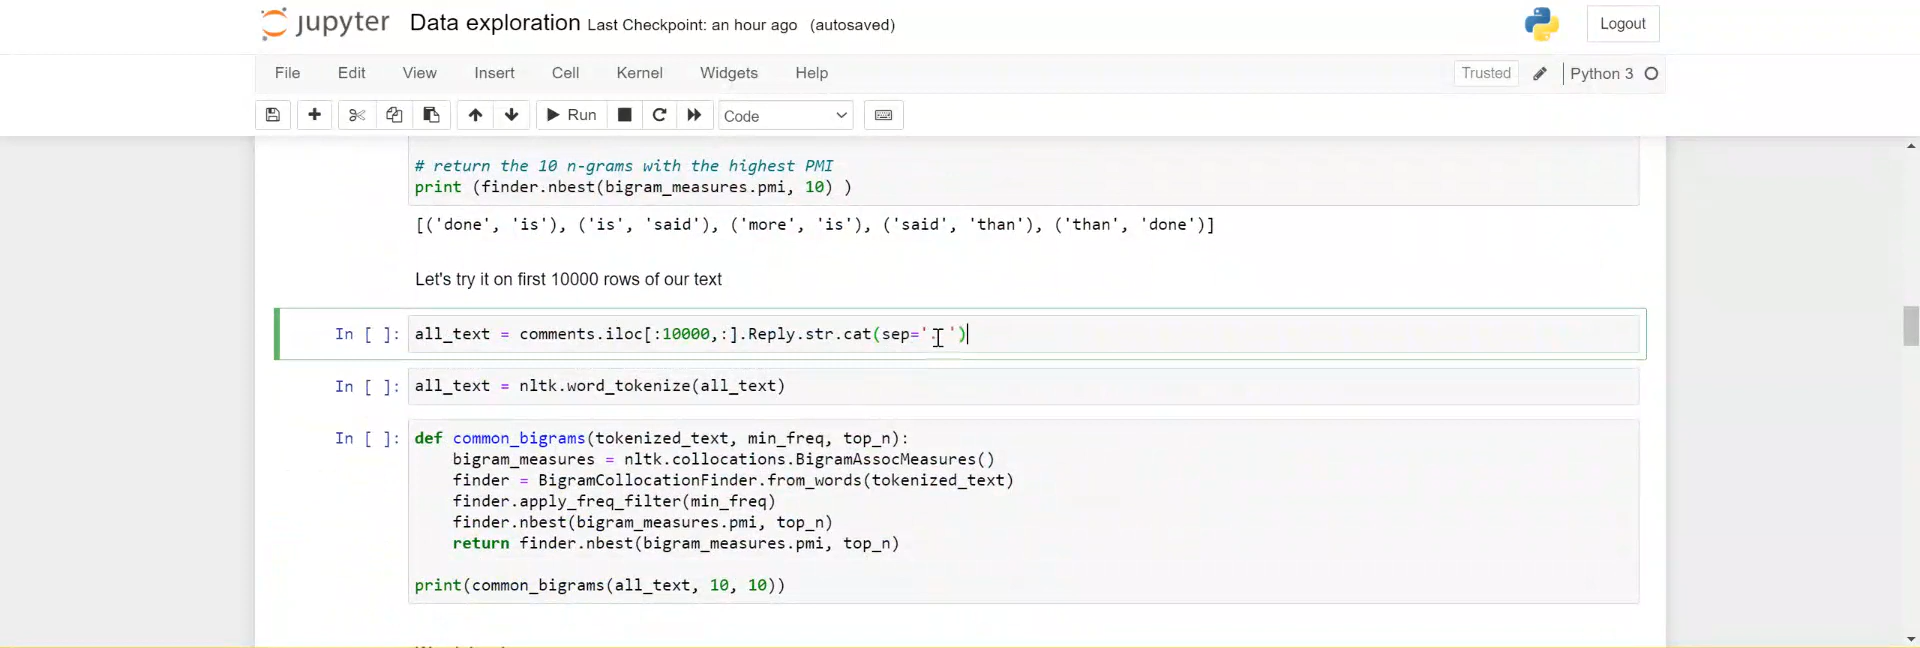 jupyter Data exploration Last Checkpoint: an hour ago (autosaved) Logout
File Edit View Insert Cell Kernel Widgets Help Trusted Python 3
Run Code
# return the 10 n-grams with the highest PMI
print (finder.nbest(bigram_measures.pmi, 10) )
[('done', 'is'), ('is', 'said'), ('more', 'is'), ('said', 'than'), ('than', 'done')]
Let's try it on first 10000 rows of our text
In [ ]: all_text = comments.iloc[:10000,:].Reply.str.cat(sep='. ')
In [ ]: all_text = nltk.word_tokenize(all_text)
In [ ]: def common_bigrams(tokenized_text, min_freq, top_n):
bigram_measures = nltk.collocations.BigramAssocMeasures()
finder = BigramCollocationFinder.from_words(tokenized_text)
finder.apply_freq_filter(min_freq)
finder.nbest(bigram_measures.pmi, top_n)
return finder.nbest(bigram_measures.pmi, top_n)
print(common_bigrams(all_text, 10, 10))